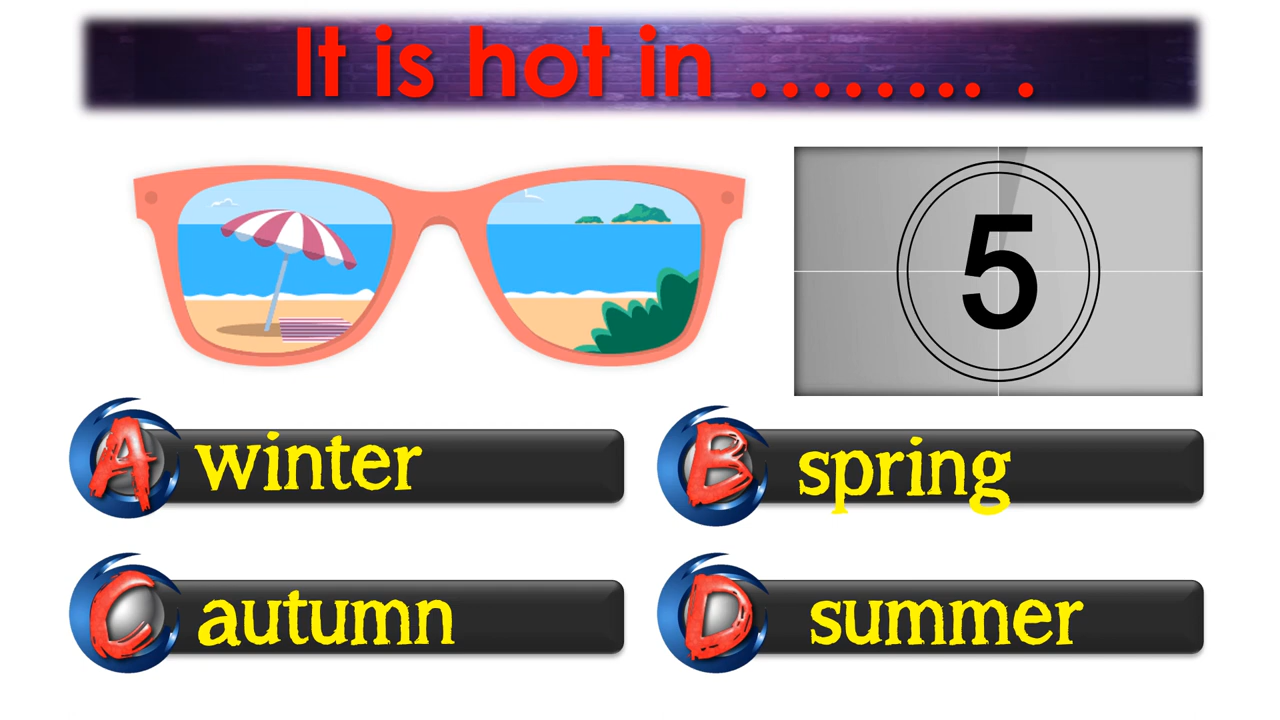 It is hot in ........ .
5
A winter
B spring
C autumn
D summer